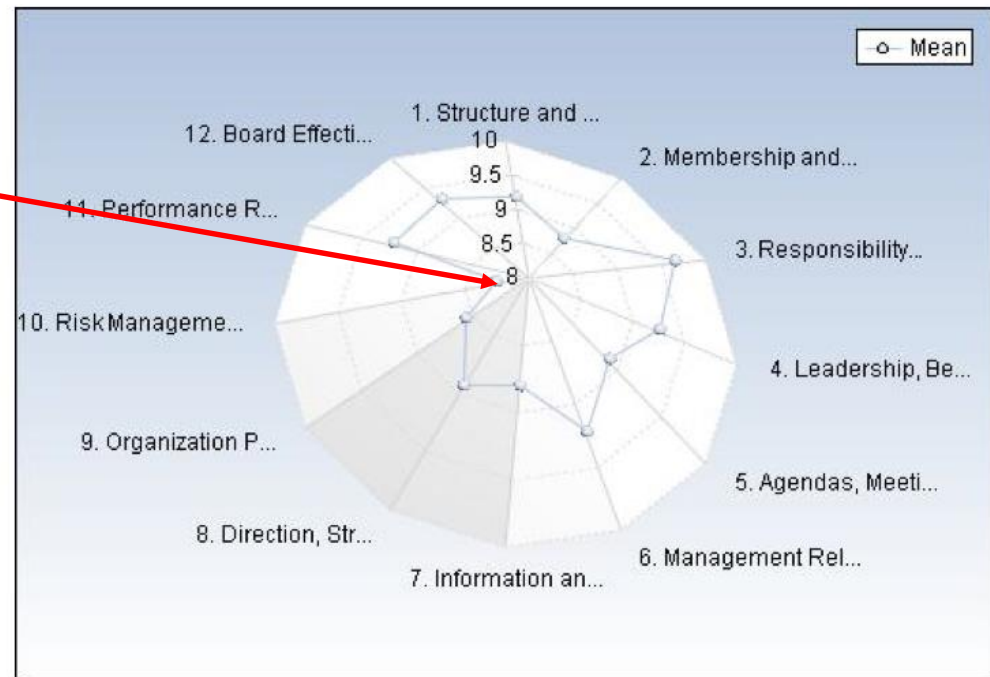 Mean
1. Structure and ...
2. Membership and...
3. Responsibility...
4. Leadership, Be...
5. Agendas, Meeti...
6. Management Rel...
7. Information an...
8. Direction, Str...
9. Organization P...
10. Risk Manageme...
11. Performance R...
12. Board Effecti...
10
9.5
9
8.5
8